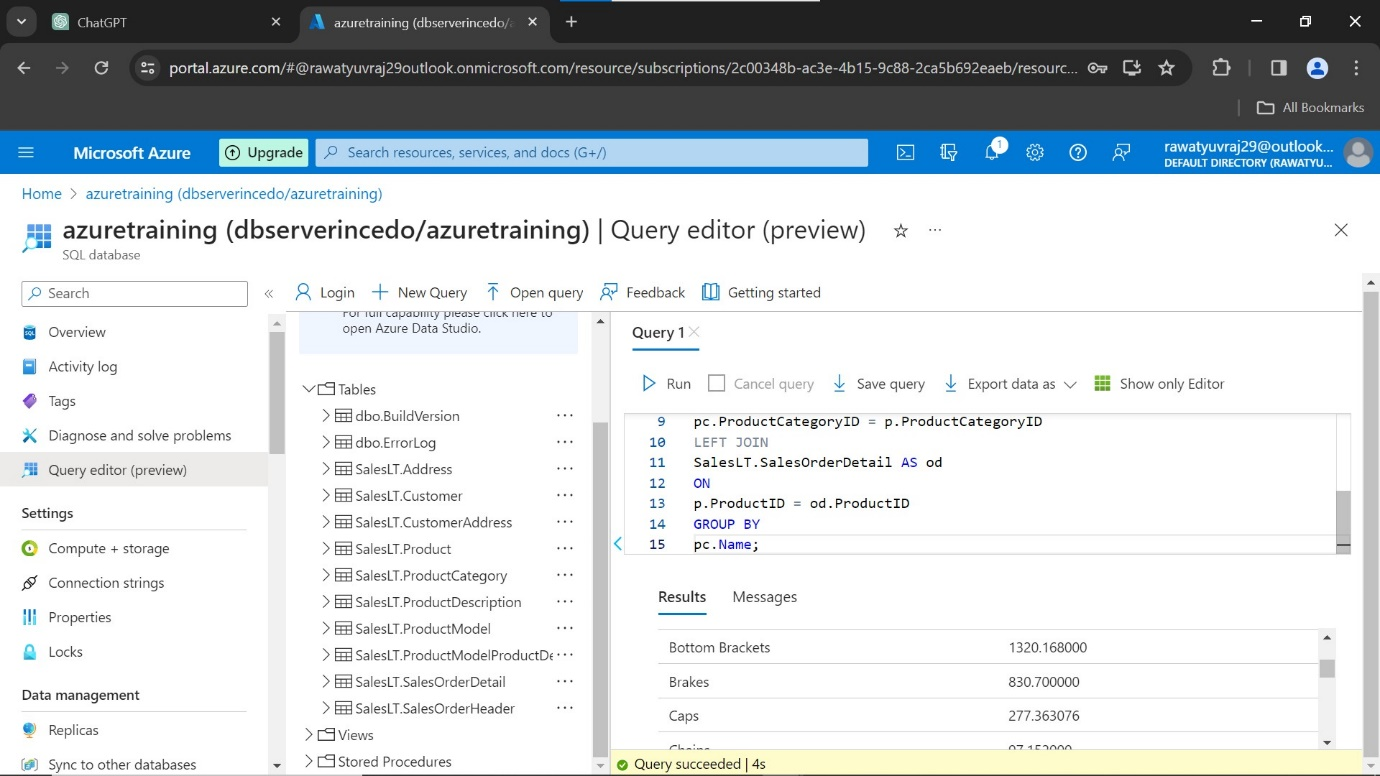 ChatGPT
azuretraining (dbserverincedo/a
portal.azure.com/#@rawatyuvraj29outlook.onmicrosoft.com/resource/subscriptions/2c00348b-ac3e-4b15-9c88-2ca5b692eaeb/resourc...
All Bookmarks
Microsoft Azure
Upgrade
Search resources, services, and docs (G+/)
1
rawatyuvraj29@outlook...
DEFAULT DIRECTORY (RAWATYU...
Home > azuretraining (dbserverincedo/azuretraining)
azuretraining (dbserverincedo/azuretraining) | Query editor (preview)
SQL database
Search
Overview
Activity log
Tags
Diagnose and solve problems
Query editor (preview)
Settings
Compute + storage
Connection strings
Properties
Locks
Data management
Replicas
Sync to other databases
Login
New Query
Open query
Feedback
Getting started
For full capability please click here to
open Azure Data Studio.
Tables
dbo.BuildVersion
dbo.ErrorLog
SalesLT.Address
SalesLT.Customer
SalesLT.CustomerAddress
SalesLT.Product
SalesLT.ProductCategory
SalesLT.ProductDescription
SalesLT.ProductModel
SalesLT.ProductModelProductDe
SalesLT.SalesOrderDetail
SalesLT.SalesOrderHeader
Views
Stored Procedures
Query 1
Run
Cancel query
Save query
Export data as
Show only Editor
9 pc.ProductCategoryID = p.ProductCategoryID
10 LEFT JOIN
11 SalesLT.SalesOrderDetail AS od
12 ON
13 p.ProductID = od.ProductID
14 GROUP BY
15 pc.Name;
Results
Messages
Bottom Brackets 1320.168000
Brakes 830.700000
Caps 277.363076
Chains 97.152000
Query succeeded | 4s